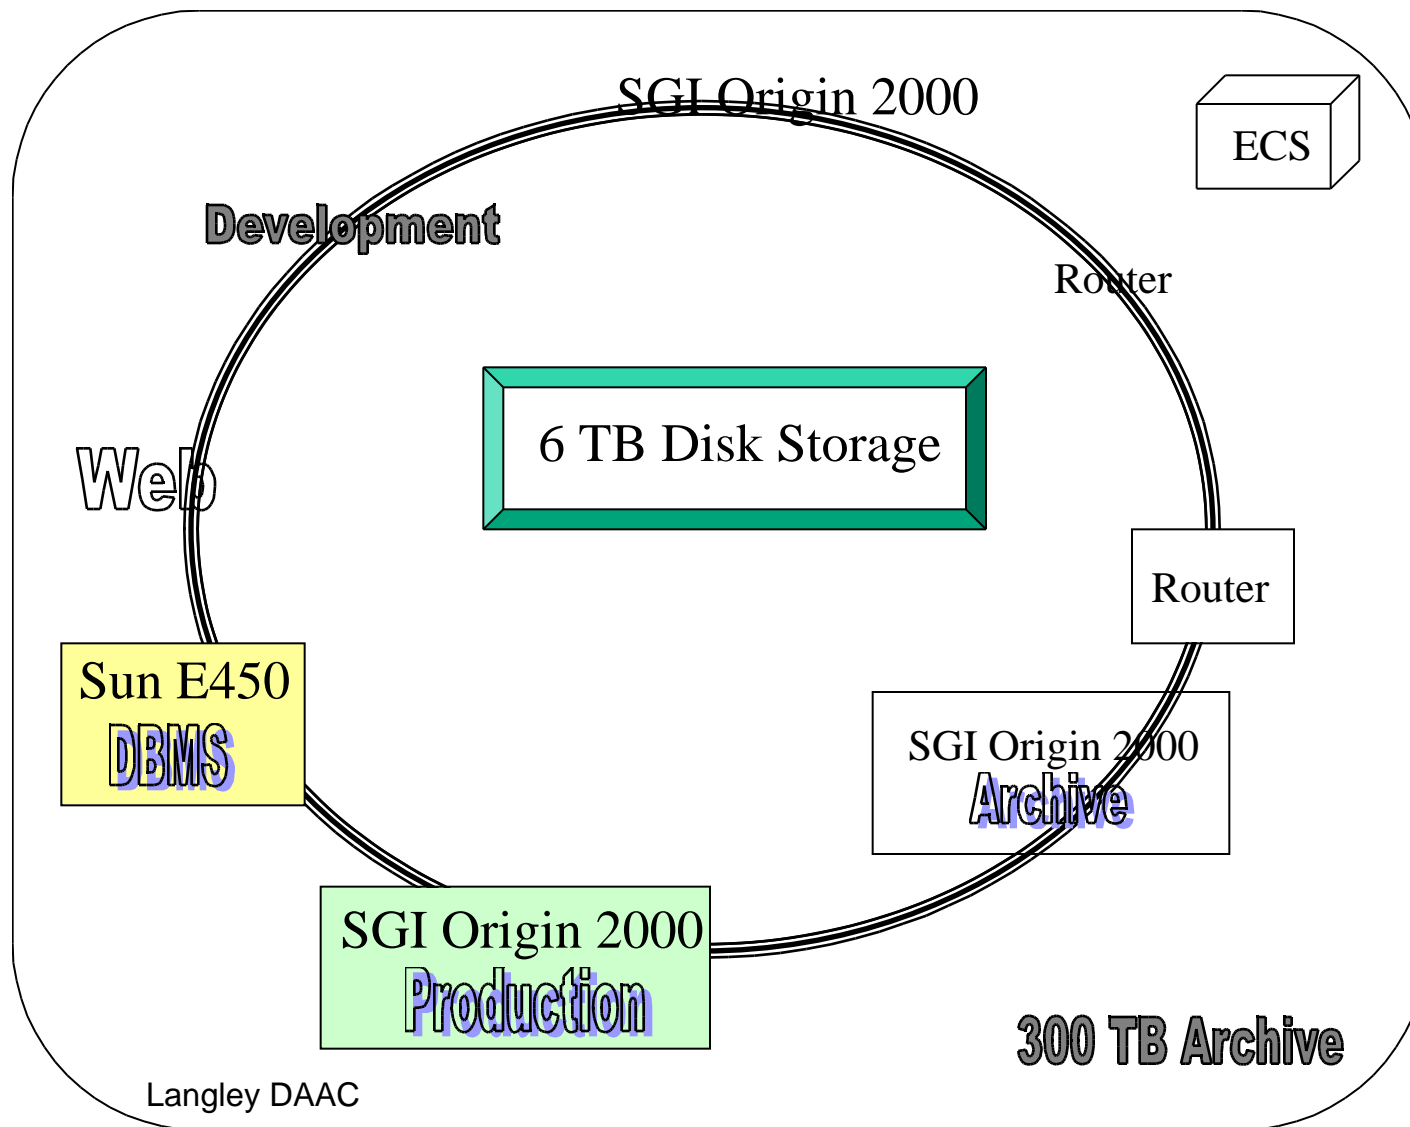 SGI Origin 2000
ECS
Development
Router
6 TB Disk Storage
Web
Router
Sun E450
DBMS
SGI Origin 2000
Archive
SGI Origin 2000
Production
300 TB Archive
Langley DAAC